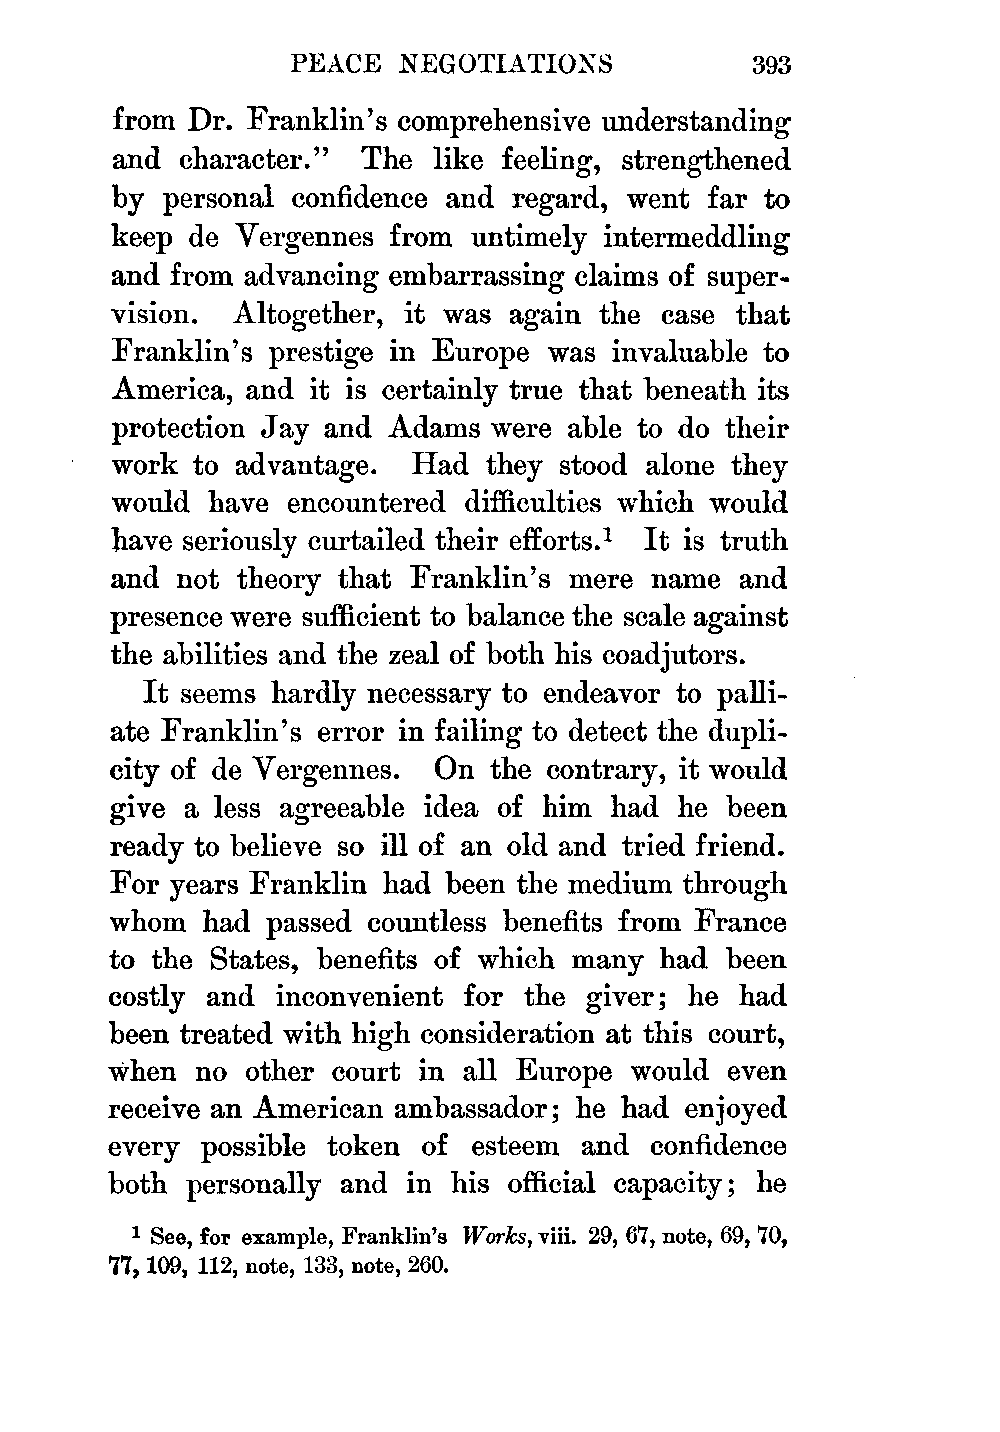 PEACE NEGOTIATIONS 393
from Dr. Franklin's comprehensive understanding
and character." The like feeling, strengthened
by personal confidence and regard, went far to
keep de Vergennes from untimely intermeddling
and from advancing embarrassing claims of super-
vision. Altogether, it was again the case that
Franklin's prestige in Europe was invaluable to
America, and it is certainly true that beneath its
protection Jay and Adams were able to do their
work to advantage. Had they stood alone they
would have encountered difficulties which would
have seriously curtailed their efforts.¹ It is truth
and not theory that Franklin's mere name and
presence were sufficient to balance the scale against
the abilities and the zeal of both his coadjutors.
It seems hardly necessary to endeavor to palli-
ate Franklin's error in failing to detect the dupli-
city of de Vergennes. On the contrary, it would
give a less agreeable idea of him had he been
ready to believe so ill of an old and tried friend.
For years Franklin had been the medium through
whom had passed countless benefits from France
to the States, benefits of which many had been
costly and inconvenient for the giver; he had
been treated with high consideration at this court,
when no other court in all Europe would even
receive an American ambassador; he had enjoyed
every possible token of esteem and confidence
both personally and in his official capacity; he
¹ See, for example, Franklin's Works, viii. 29, 67, note, 69, 70,
77, 109, 112, note, 133, note, 260.